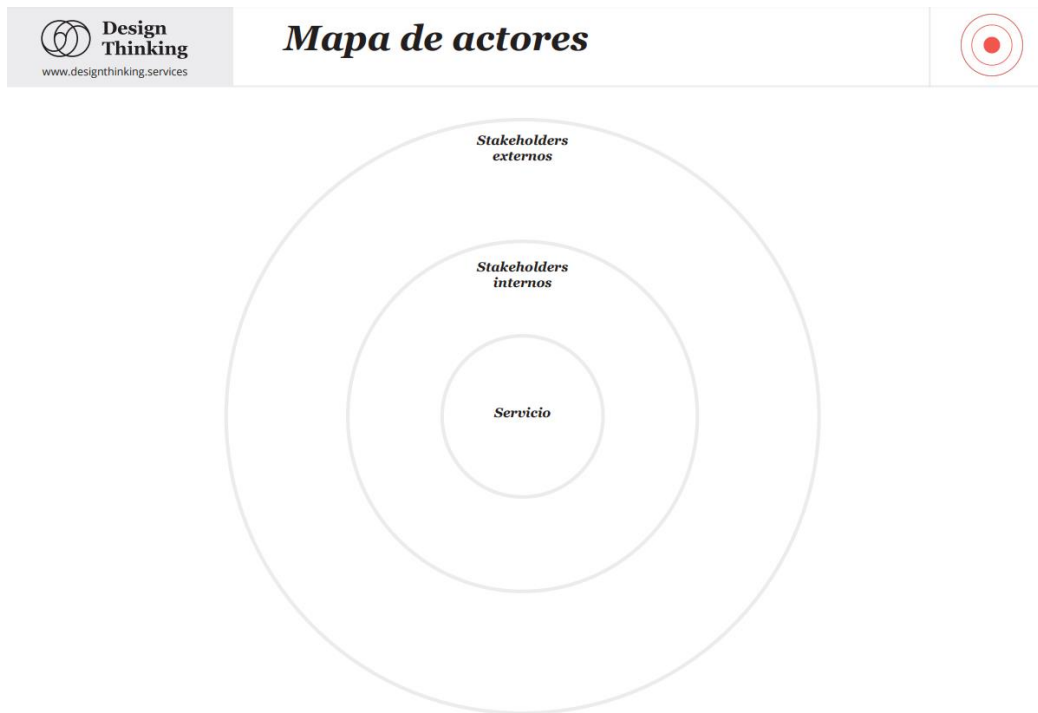 Design
Thinking
www.designthinking.services
Mapa de actores
Stakeholders
externos
Stakeholders
internos
Servicio